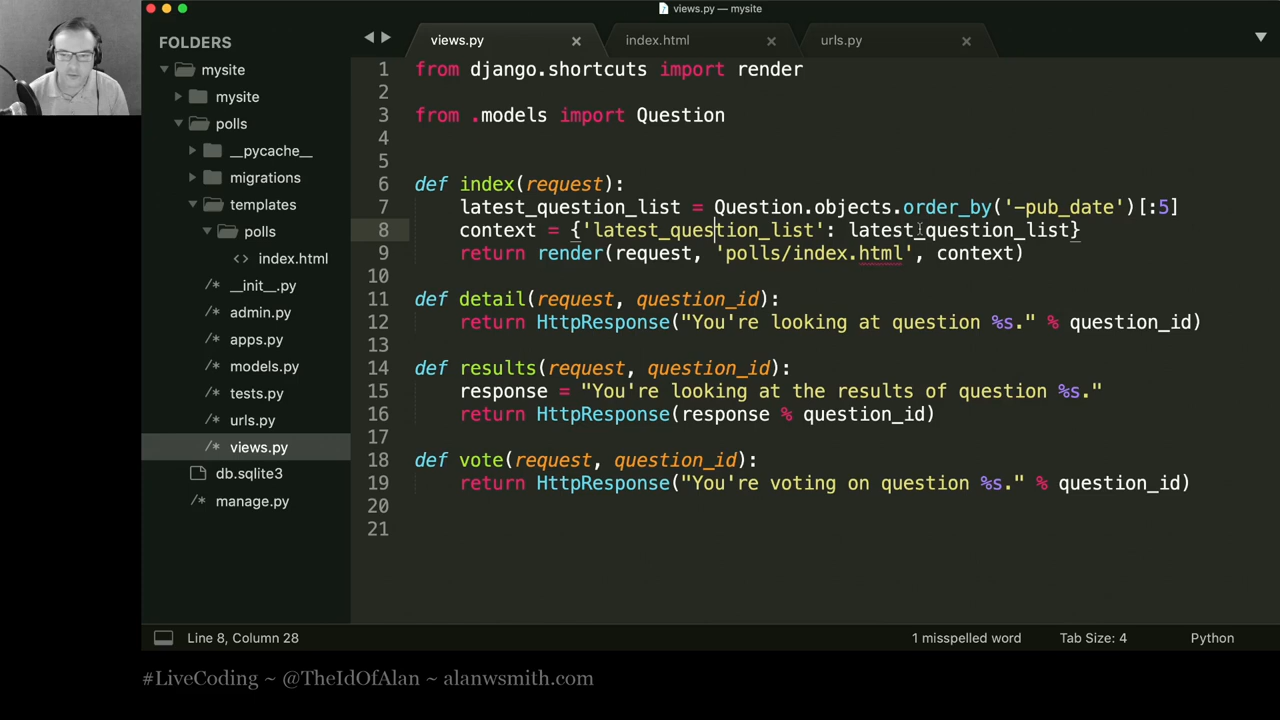 views.py — mysite
FOLDERS
mysite
mysite
polls
__pycache__
migrations
templates
polls
<> index.html
/* __init__.py
/* admin.py
/* apps.py
/* models.py
/* tests.py
/* urls.py
/* views.py
db.sqlite3
/* manage.py
views.py
index.html
urls.py
1 from django.shortcuts import render
2
3 from .models import Question
4
5
6 def index(request):
7 latest_question_list = Question.objects.order_by('-pub_date')[:5]
8 context = {'latest_question_list': latest_question_list}
9 return render(request, 'polls/index.html', context)
10
11 def detail(request, question_id):
12 return HttpResponse("You're looking at question %s." % question_id)
13
14 def results(request, question_id):
15 response = "You're looking at the results of question %s."
16 return HttpResponse(response % question_id)
17
18 def vote(request, question_id):
19 return HttpResponse("You're voting on question %s." % question_id)
20
21
Line 8, Column 28
1 misspelled word
Tab Size: 4
Python
#LiveCoding ~ @TheIdOfAlan ~ alanwsmith.com